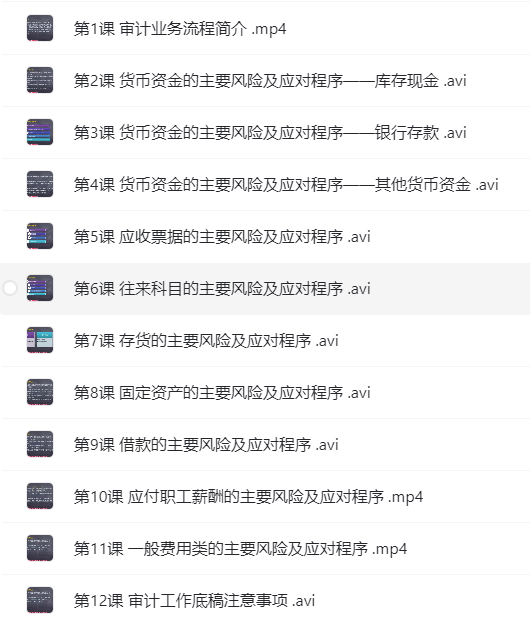 第1课 审计业务流程简介 .mp4
第2课 货币资金的主要风险及应对程序——库存现金 .avi
第3课 货币资金的主要风险及应对程序——银行存款 .avi
第4课 货币资金的主要风险及应对程序——其他货币资金 .avi
第5课 应收票据的主要风险及应对程序 .avi
第6课 往来科目的主要风险及应对程序 .avi
第7课 存货的主要风险及应对程序 .avi
第8课 固定资产的主要风险及应对程序 .avi
第9课 借款的主要风险及应对程序 .avi
第10课 应付职工薪酬的主要风险及应对程序 .mp4
第11课 一般费用类的主要风险及应对程序 .mp4
第12课 审计工作底稿注意事项 .avi